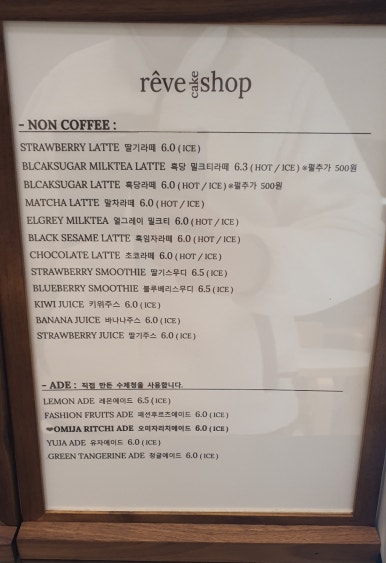 rêve cake shop
- NON COFFEE :
STRAWBERRY LATTE 딸기라떼 6.0 ( ICE )
BLCAKSUGAR MILKTEA LATTE 흑당 밀크티라떼 6.3 ( HOT / ICE ) ※펄추가 500원
BLCAKSUGAR LATTE 흑당라떼 6.0 ( HOT / ICE ) ※펄추가 500원
MATCHA LATTE 말차라떼 6.0 ( HOT / ICE )
ELGREY MILKTEA 얼그레이 밀크티 6.0 ( HOT / ICE )
BLACK SESAME LATTE 흑임자라떼 6.0 ( HOT / ICE )
CHOCOLATE LATTE 초코라떼 6.0 ( HOT / ICE )
STRAWBERRY SMOOTHIE 딸기스무디 6.5 ( ICE )
BLUEBERRY SMOOTHIE 블루베리스무디 6.5 ( ICE )
KIWI JUICE 키위주스 6.0 ( ICE )
BANANA JUICE 바나나주스 6.0 ( ICE )
STRAWBERRY JUICE 딸기주스 6.0 ( ICE )
- ADE : 직접 만든 수제청을 사용합니다.
LEMON ADE 레몬에이드 6.5 ( ICE )
FASHION FRUITS ADE 패션후르츠에이드 6.0 ( ICE )
❤OMIJA RITCHI ADE 오미자리치에이드 6.0 ( ICE )
YUJA ADE 유자에이드 6.0 ( ICE )
GREEN TANGERINE ADE 청귤에이드 6.0 ( ICE )